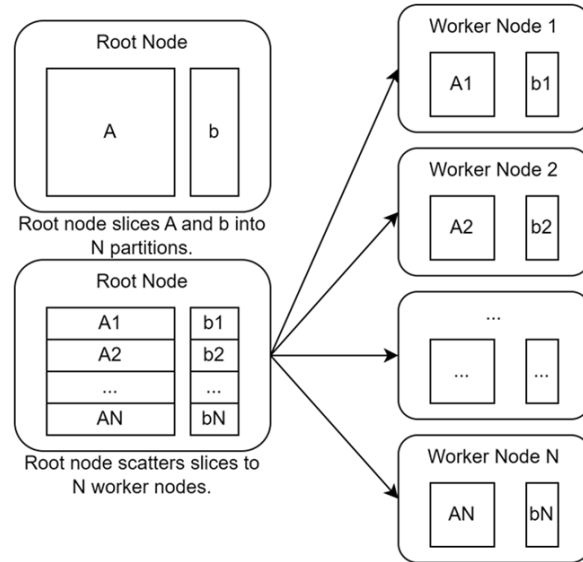 Root Node
A b
Root node slices A and b into
N partitions.
Root Node
A1 b1
A2 b2
... ...
AN bN
Root node scatters slices to
N worker nodes.
Worker Node 1
A1 b1
Worker Node 2
A2 b2
...
... ...
Worker Node N
AN bN